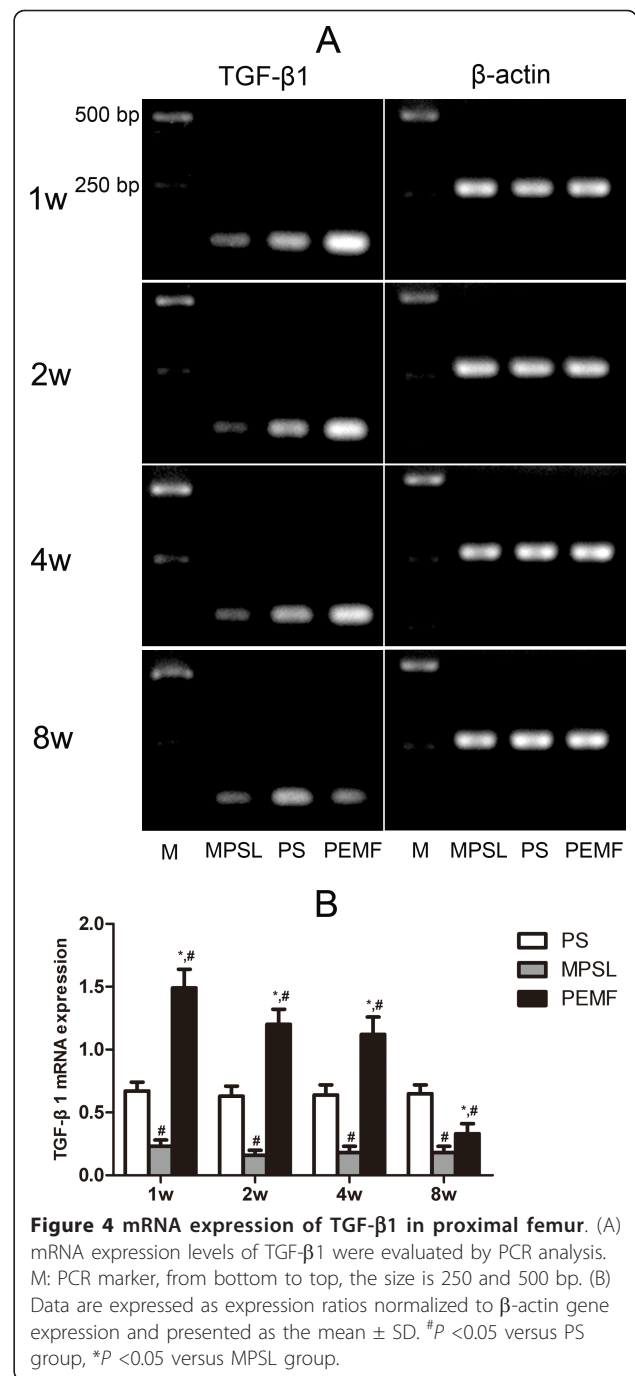 A
TGF-β1 β-actin
500 bp
250 bp
1w
2w
4w
8w
M MPSL PS PEMF M MPSL PS PEMF
B
TGF-β 1 mRNA expression
2.0
1.5
1.0
0.5
0.0
*,# *,# *,# *,#
# # # #
1w 2w 4w 8w
PS
MPSL
PEMF
Figure 4 mRNA expression of TGF-β1 in proximal femur. (A)
mRNA expression levels of TGF-β1 were evaluated by PCR analysis.
M: PCR marker, from bottom to top, the size is 250 and 500 bp. (B)
Data are expressed as expression ratios normalized to β-actin gene
expression and presented as the mean ± SD. #P <0.05 versus PS
group, *P <0.05 versus MPSL group.